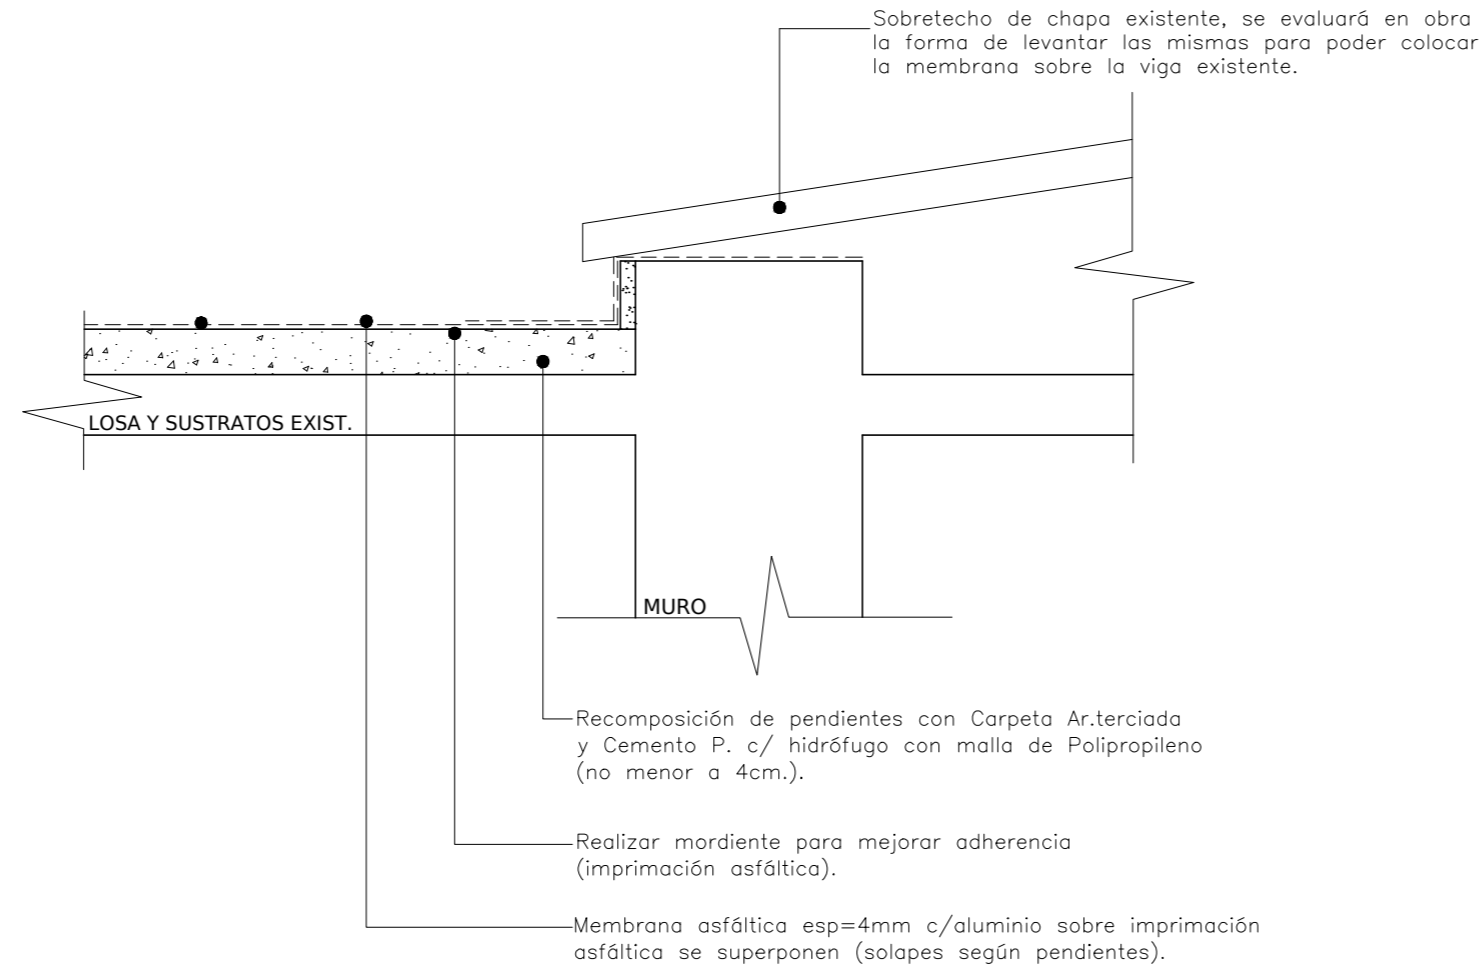 Sobretecho de chapa existente, se evaluará en obra
la forma de levantar las mismas para poder colocar
la membrana sobre la viga existente.
LOSA Y SUSTRATOS EXIST.
MURO
Recomposición de pendientes con Carpeta Ar.terciada
y Cemento P. c/ hidrófugo con malla de Polipropileno
(no menor a 4cm.).
Realizar mordiente para mejorar adherencia
(imprimación asfáltica).
Membrana asfáltica esp=4mm c/aluminio sobre imprimación
asfáltica se superponen (solapes según pendientes).